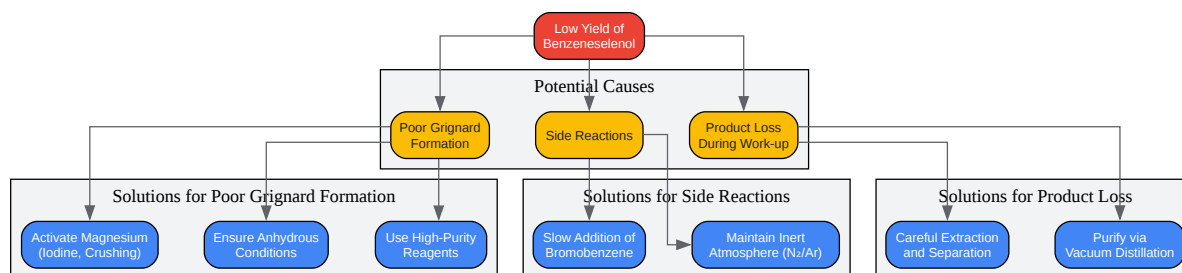 Low Yield of
Benzeneselenol
Potential Causes
Poor Grignard
Formation
Side Reactions
Product Loss
During Work-up
Solutions for Poor Grignard Formation
Activate Magnesium
(Iodine, Crushing)
Ensure Anhydrous
Conditions
Use High-Purity
Reagents
Solutions for Side Reactions
Slow Addition of
Bromobenzene
Maintain Inert
Atmosphere (N₂/Ar)
Solutions for Product Loss
Careful Extraction
and Separation
Purify via
Vacuum Distillation